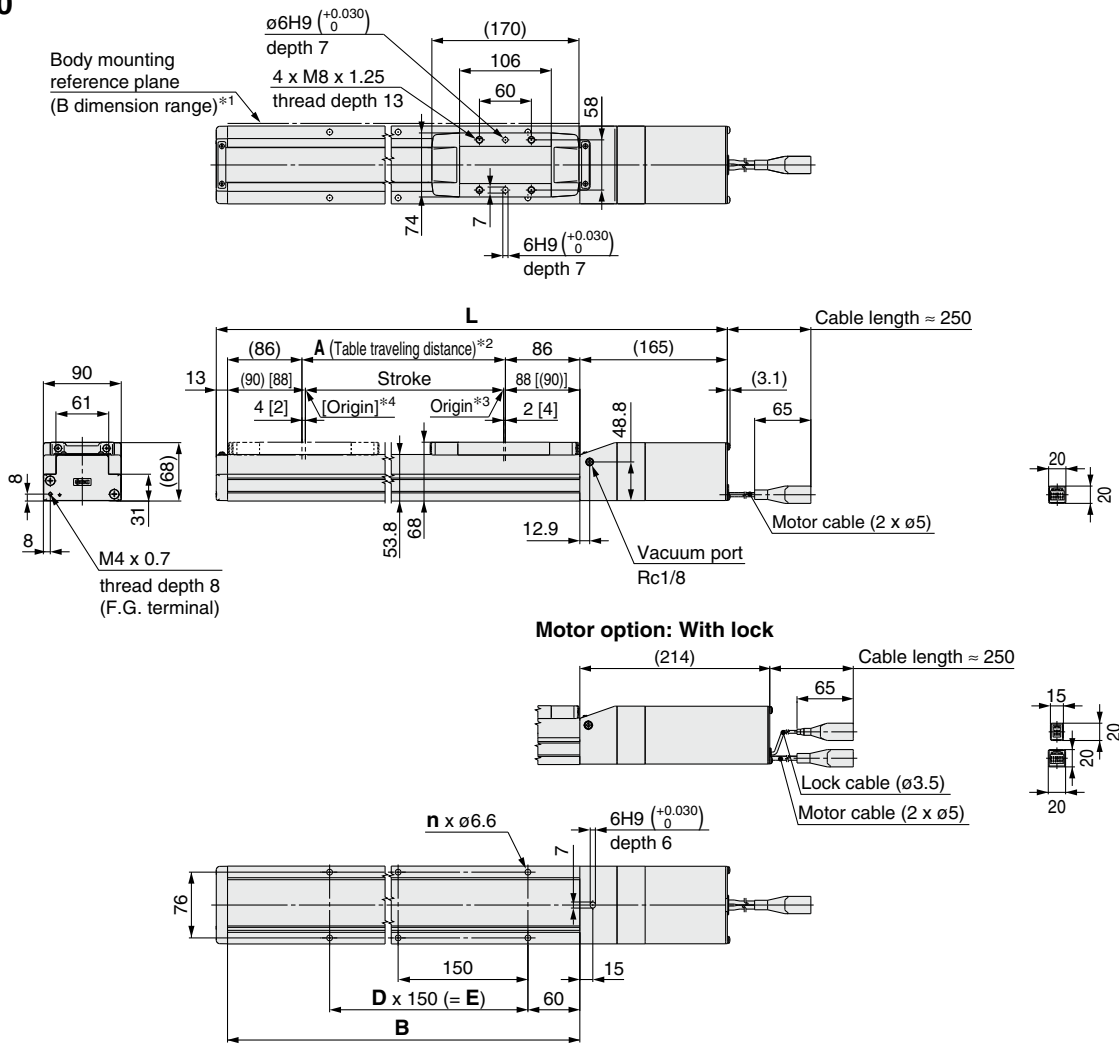 0
ø6H9 (+0.030 0)
depth 7
(170)
Body mounting
reference plane
(B dimension range)*1
4 x M8 x 1.25
thread depth 13
106
60
58
74
7
6H9 (+0.030 0)
depth 7
L
Cable length ≈ 250
(86)
A (Table traveling distance)*2
86
(165)
90
61
13
(90) [88]
Stroke
88 [(90)]
(3.1)
4 [2]
[Origin]*4
Origin*3
2 [4]
48.8
65
8
(68)
31
8
53.8
68
12.9
20
20
Motor cable (2 x ø5)
Vacuum port
Rc1/8
M4 x 0.7
thread depth 8
(F.G. terminal)
Motor option: With lock
(214)
Cable length ≈ 250
65
15
20
20
20
Lock cable (ø3.5)
Motor cable (2 x ø5)
n x ø6.6
6H9 (+0.030 0)
depth 6
7
76
150
15
D x 150 (= E)
60
B